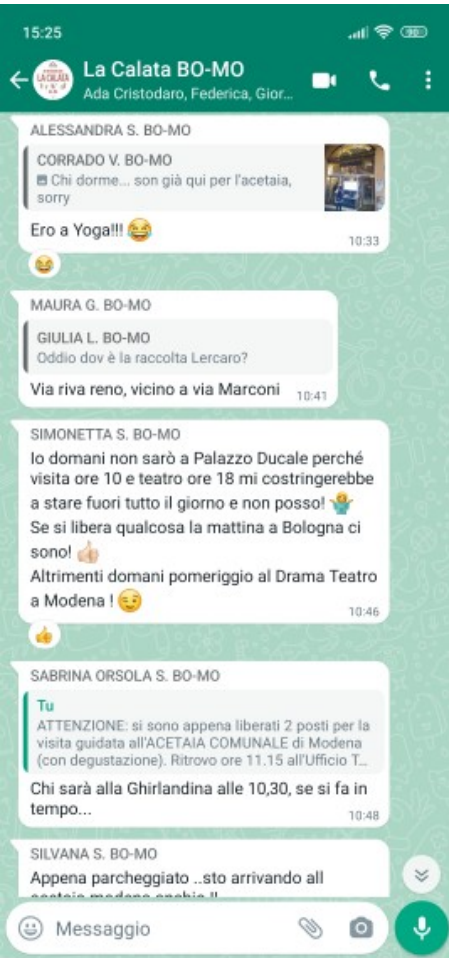 15:25
La Calata BO-MO
Ada Cristodaro, Federica, Gior...
ALESSANDRA S. BO-MO
CORRADO V. BO-MO
Chi dorme... son già qui per l'acetaia,
sorry
Ero a Yoga!!! 😂
10:33
😂
MAURA G. BO-MO
GIULIA L. BO-MO
Oddio dov è la raccolta Lercaro?
Via riva reno, vicino a via Marconi
10:41
SIMONETTA S. BO-MO
Io domani non sarò a Palazzo Ducale perché
visita ore 10 e teatro ore 18 mi costringerebbe
a stare fuori tutto il giorno e non posso! 🤷‍♀️
Se si libera qualcosa la mattina a Bologna ci
sono! 👍🏻
Altrimenti domani pomeriggio al Drama Teatro
a Modena ! 😉
10:46
👍
SABRINA ORSOLA S. BO-MO
Tu
ATTENZIONE: si sono appena liberati 2 posti per la
visita guidata all'ACETAIA COMUNALE di Modena
(con degustazione). Ritrovo ore 11.15 all'Ufficio T...
Chi sarà alla Ghirlandina alle 10,30, se si fa in
tempo...
10:48
SILVANA S. BO-MO
Appena parcheggiato ..sto arrivando all
Messaggio